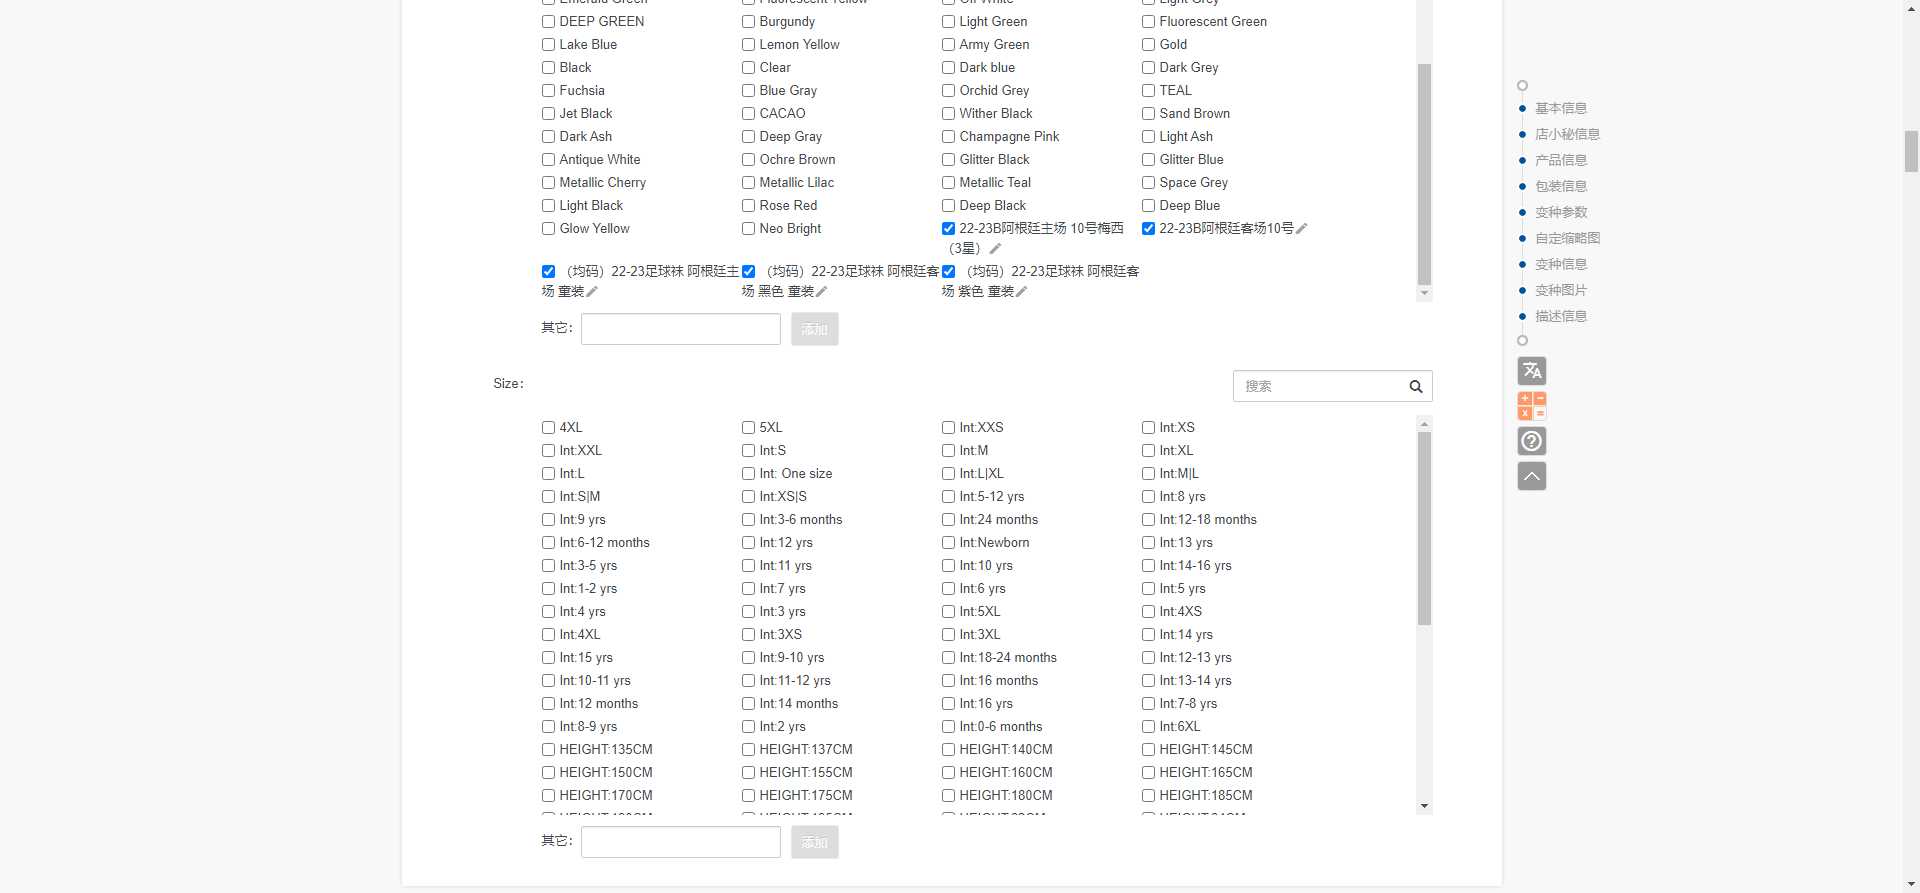 Emerald Green Fluorescent Yellow Off White Light Grey
DEEP GREEN Burgundy Light Green Fluorescent Green
Lake Blue Lemon Yellow Army Green Gold
Black Clear Dark blue Dark Grey
Fuchsia Blue Gray Orchid Grey TEAL
Jet Black CACAO Wither Black Sand Brown
Dark Ash Deep Gray Champagne Pink Light Ash
Antique White Ochre Brown Glitter Black Glitter Blue
Metallic Cherry Metallic Lilac Metallic Teal Space Grey
Light Black Rose Red Deep Black Deep Blue
Glow Yellow Neo Bright 22-23B阿根廷主场 10号梅西 22-23B阿根廷客场10号
（3星）
（均码）22-23足球袜 阿根廷主 （均码）22-23足球袜 阿根廷客 （均码）22-23足球袜 阿根廷客
场 童装 场 黑色 童装 场 紫色 童装
其它： 添加
Size： 搜索
4XL 5XL Int:XXS Int:XS
Int:XXL Int:S Int:M Int:XL
Int:L Int: One size Int:L|XL Int:M|L
Int:S|M Int:XS|S Int:5-12 yrs Int:8 yrs
Int:9 yrs Int:3-6 months Int:24 months Int:12-18 months
Int:6-12 months Int:12 yrs Int:Newborn Int:13 yrs
Int:3-5 yrs Int:11 yrs Int:10 yrs Int:14-16 yrs
Int:1-2 yrs Int:7 yrs Int:6 yrs Int:5 yrs
Int:4 yrs Int:3 yrs Int:5XL Int:4XS
Int:4XL Int:3XS Int:3XL Int:14 yrs
Int:15 yrs Int:9-10 yrs Int:18-24 months Int:12-13 yrs
Int:10-11 yrs Int:11-12 yrs Int:16 months Int:13-14 yrs
Int:12 months Int:14 months Int:16 yrs Int:7-8 yrs
Int:8-9 yrs Int:2 yrs Int:0-6 months Int:6XL
HEIGHT:135CM HEIGHT:137CM HEIGHT:140CM HEIGHT:145CM
HEIGHT:150CM HEIGHT:155CM HEIGHT:160CM HEIGHT:165CM
HEIGHT:170CM HEIGHT:175CM HEIGHT:180CM HEIGHT:185CM
其它： 添加
基本信息
店小秘信息
产品信息
包装信息
变种参数
自定缩略图
变种信息
变种图片
描述信息